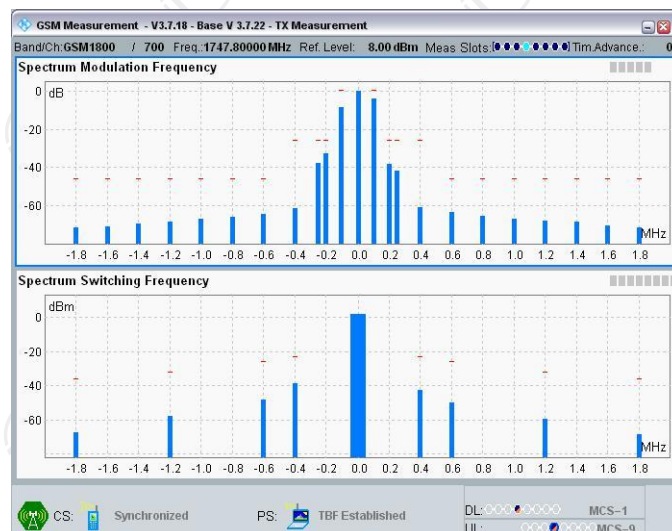 GSM Measurement - V3.7.18 - Base V 3.7.22 - TX Measurement
Band/Ch:GSM1800 / 700 Freq.:1747.80000 MHz Ref. Level: 8.00 dBm Meas Slots: Tim.Advance.: 0
Spectrum Modulation Frequency
dB
0
-20
-40
-60
MHz
-1.8 -1.6 -1.4 -1.2 -1.0 -0.8 -0.6 -0.4 -0.2 0.0 0.2 0.4 0.6 0.8 1.0 1.2 1.4 1.6 1.8
Spectrum Switching Frequency
dBm
0
-20
-40
-60
MHz
-1.8 -1.6 -1.4 -1.2 -1.0 -0.8 -0.6 -0.4 -0.2 0.0 0.2 0.4 0.6 0.8 1.0 1.2 1.4 1.6 1.8
CS: Synchronized PS: TBF Established DL: MCS-1
UL: MCS-9